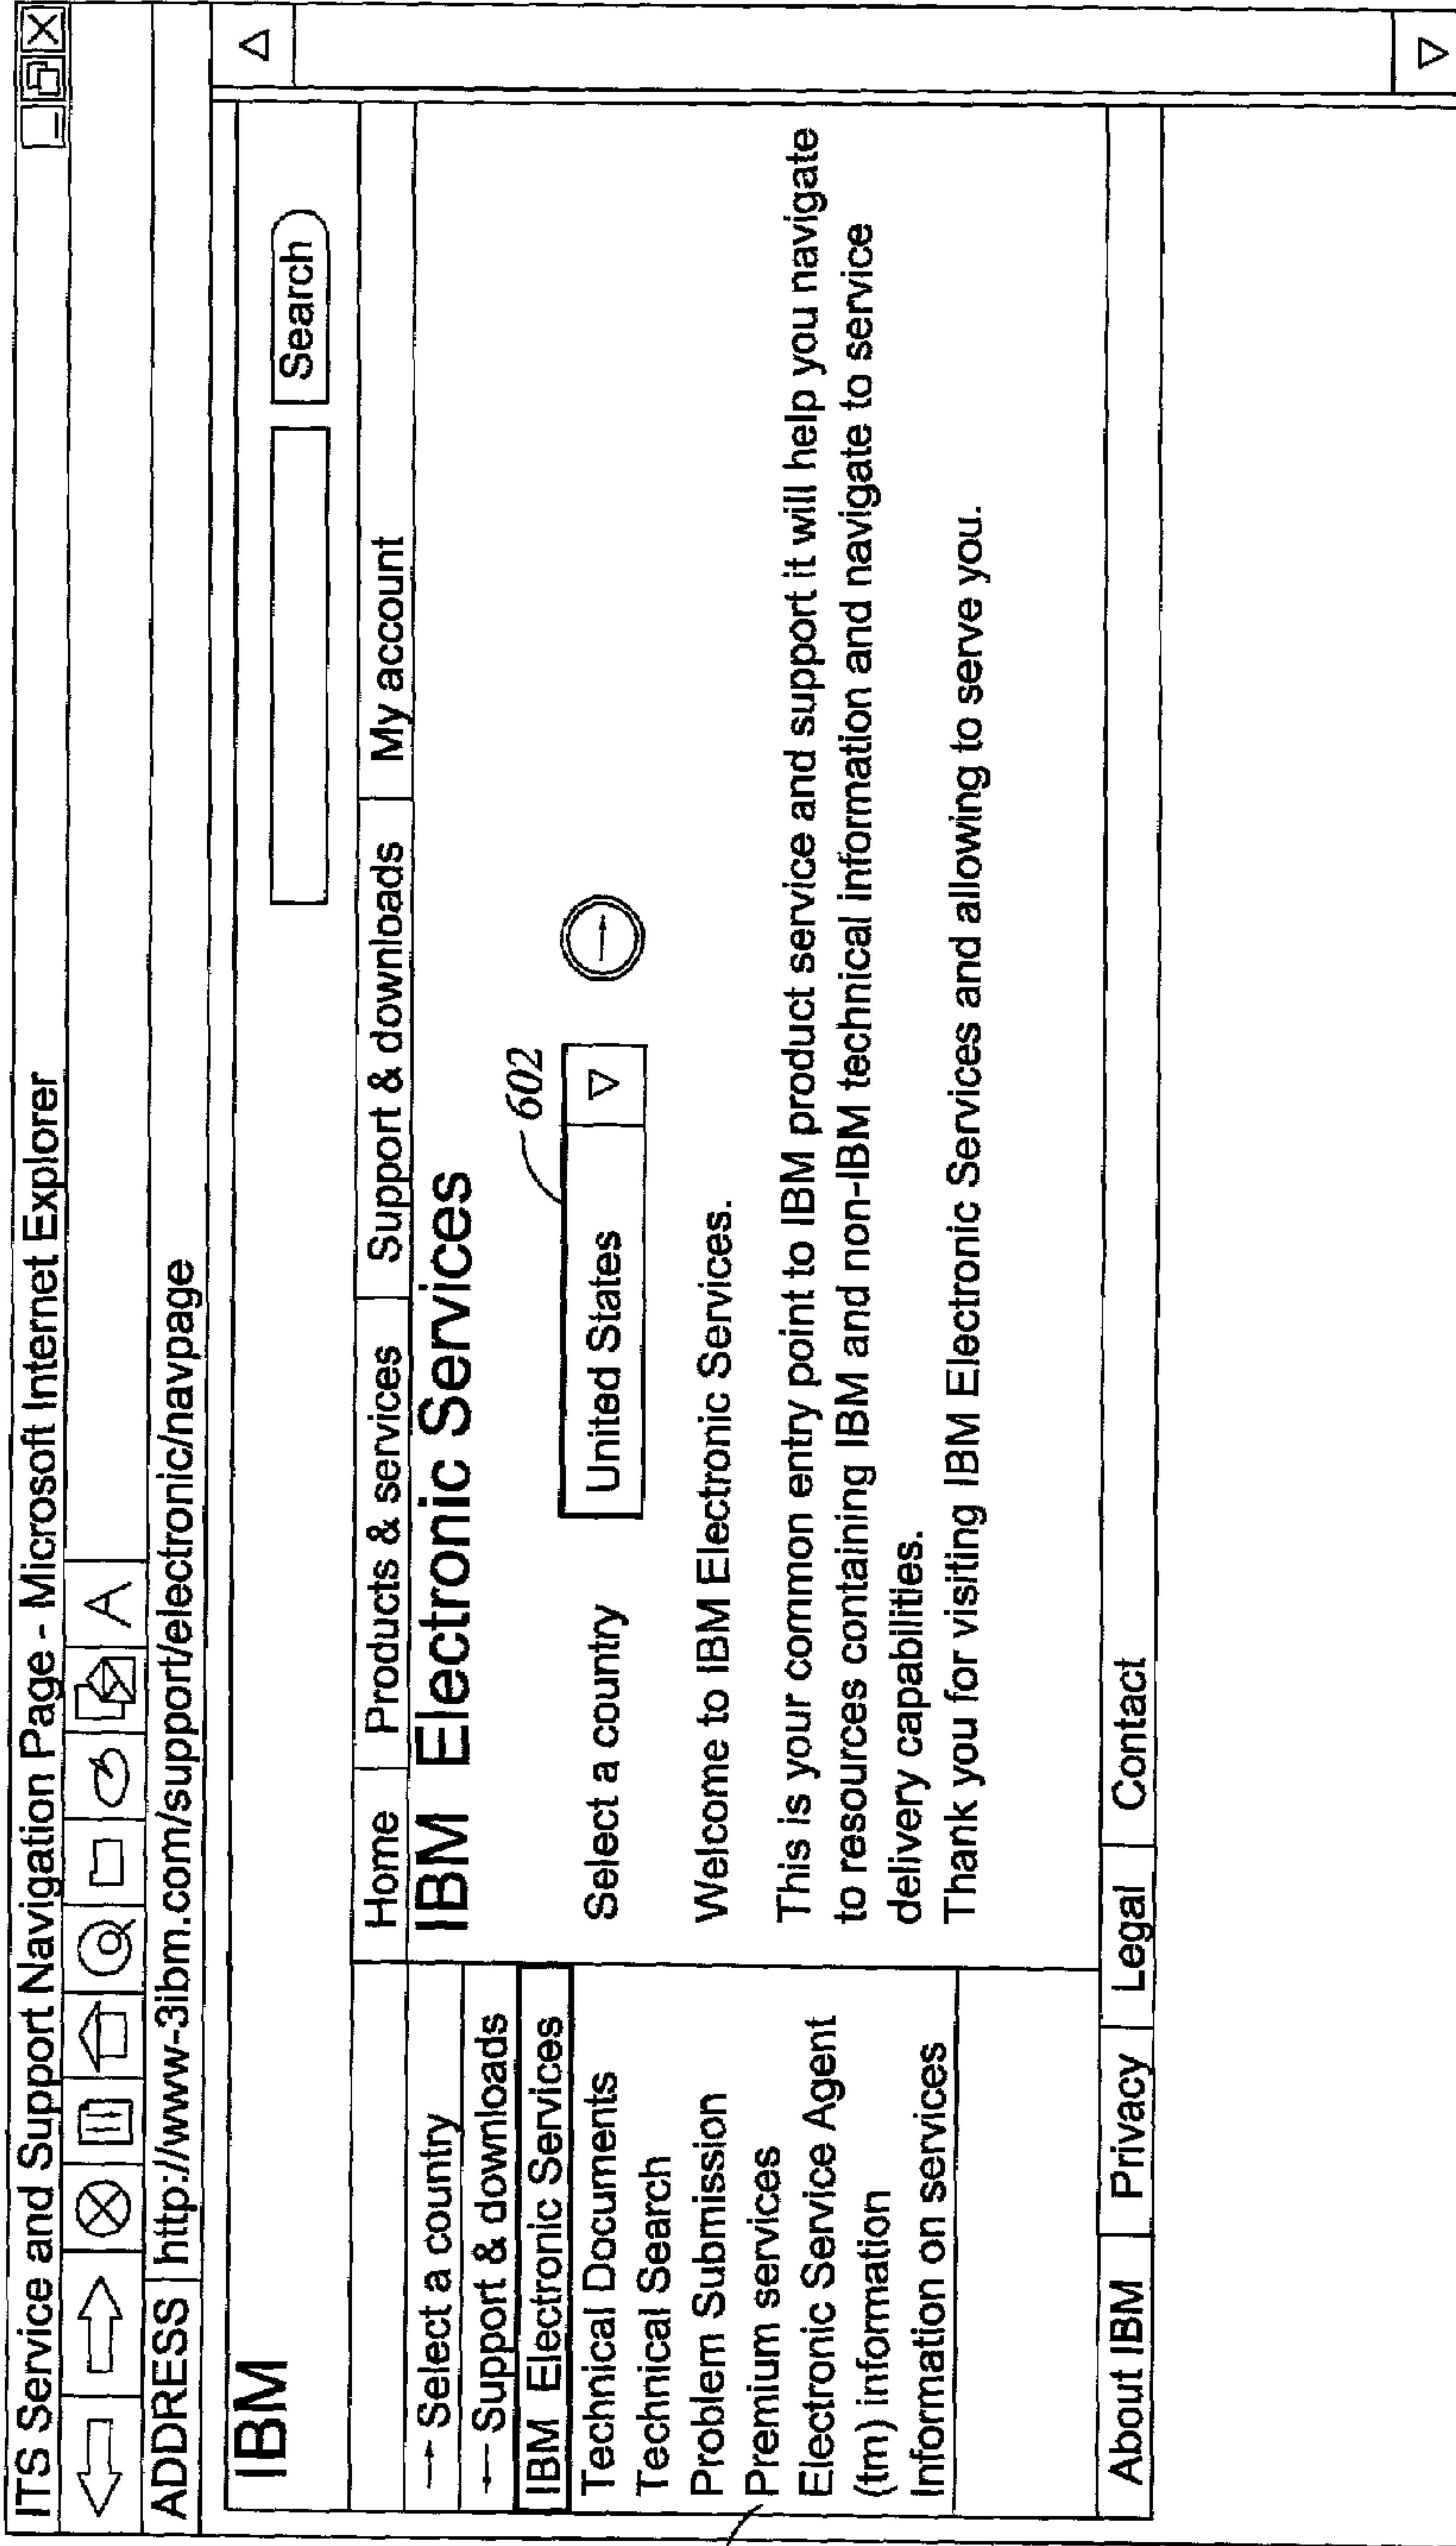 ITS Service and Support Navigation Page - Microsoft Internet Explorer
A
ADDRESS http://www-3ibm.com/support/electronic/navpage
IBM
Search
Home Products & services Support & downloads My account
→ Select a country
← Support & downloads
IBM Electronic Services
Technical Documents
Technical Search
Problem Submission
Premium services
Electronic Service Agent
(tm) information
Information on services
IBM Electronic Services
602
Select a country United States
Welcome to IBM Electronic Services.
This is your common entry point to IBM product service and support it will help you navigate
to resources containing IBM and non-IBM technical information and navigate to service
delivery capabilities.
Thank you for visiting IBM Electronic Services and allowing to serve you.
About IBM Privacy Legal Contact